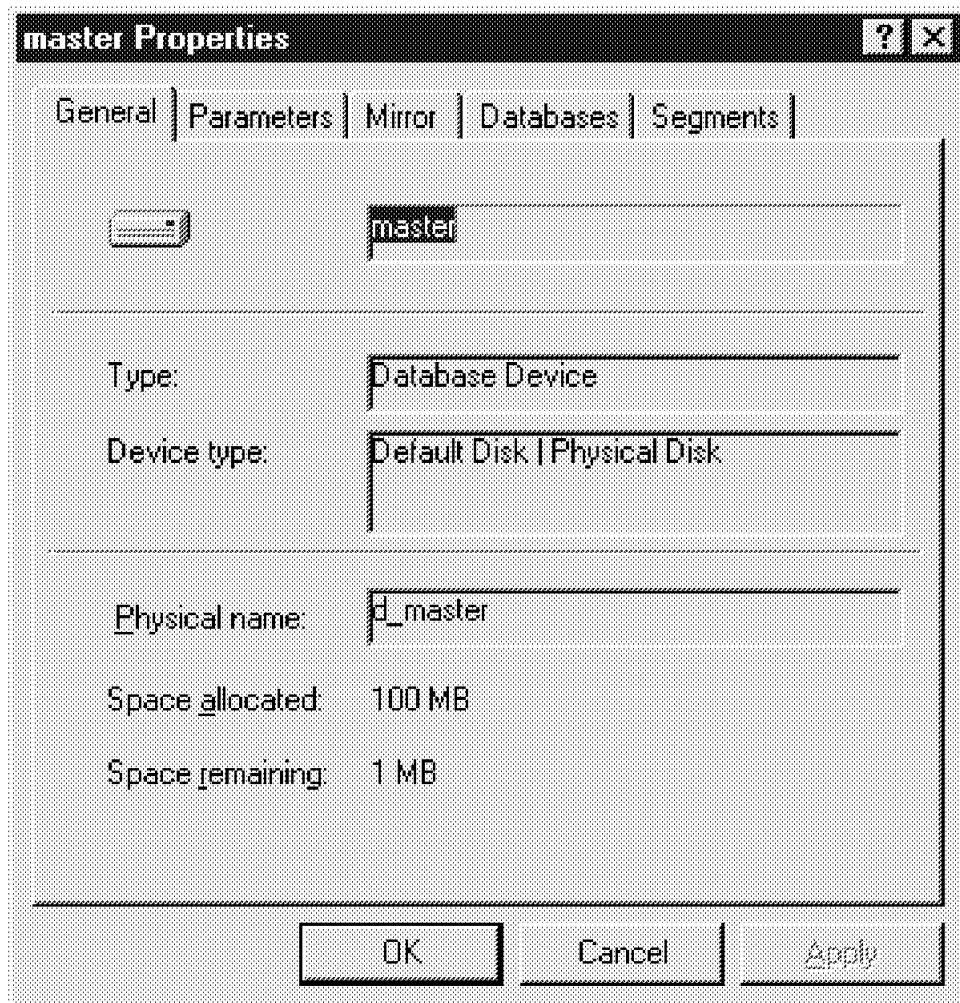 master Properties
General Parameters Mirror Databases Segments
master
Type: Database Device
Device type: Default Disk | Physical Disk
Physical name: d_master
Space allocated: 100 MB
Space remaining: 1 MB
OK Cancel Apply